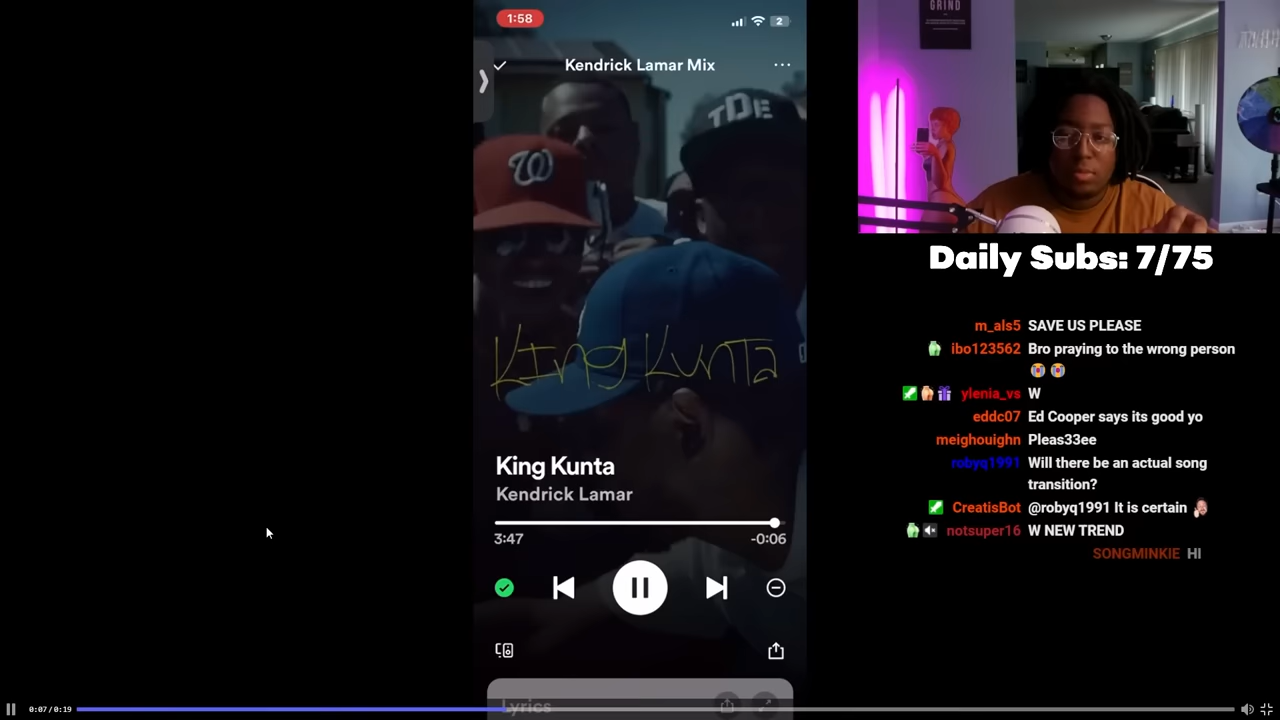 1:58
2
Kendrick Lamar Mix
TDE
W
King Kunta
King Kunta
Kendrick Lamar
3:47
-0:06
Lyrics
GRIND
Daily Subs: 7/75
m_als5 SAVE US PLEASE
ibo123562 Bro praying to the wrong person
ylenia_vs W
eddc07 Ed Cooper says its good yo
meighouighn Pleas33ee
robyq1991 Will there be an actual song
transition?
CreatisBot @robyq1991 It is certain
notsuper16 W NEW TREND
SONGMINKIE HI
0:07/0:19